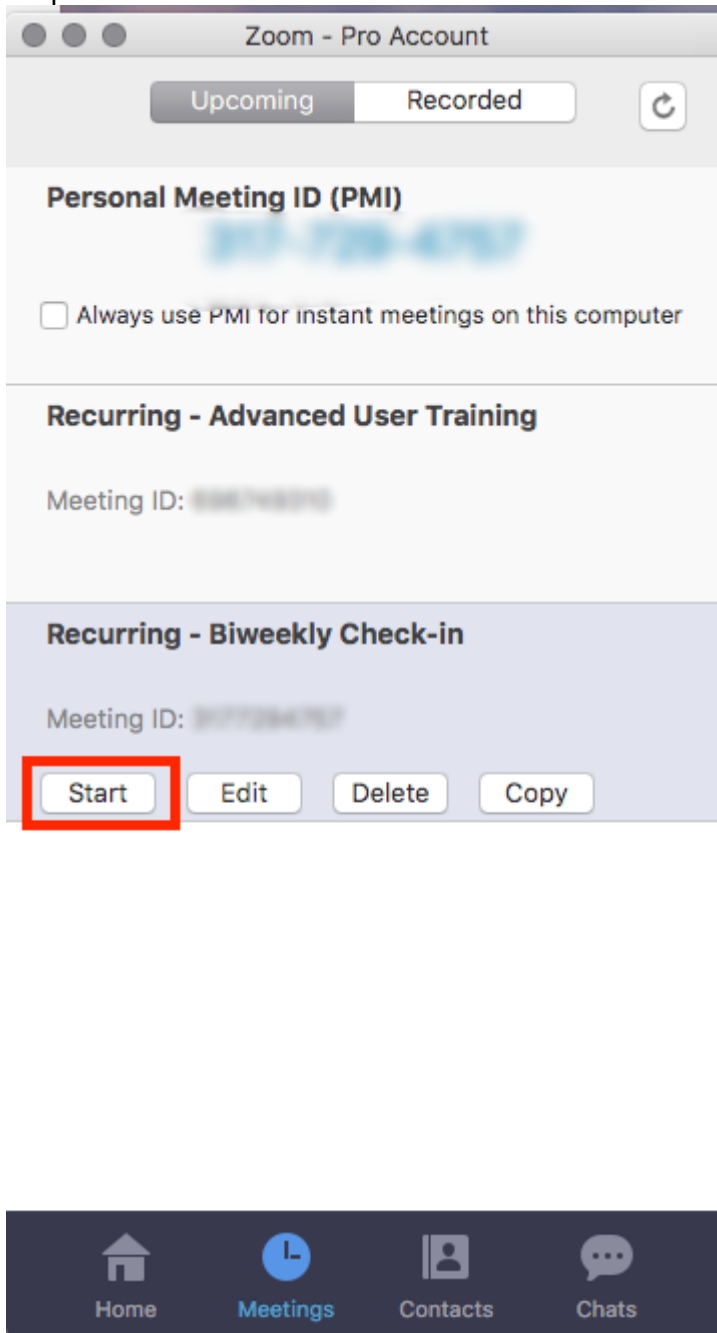 Zoom - Pro Account
Upcoming Recorded
Personal Meeting ID (PMI)
Always use PMI for instant meetings on this computer
Recurring - Advanced User Training
Meeting ID:
Recurring - Biweekly Check-in
Meeting ID:
Start Edit Delete Copy
Home Meetings Contacts Chats